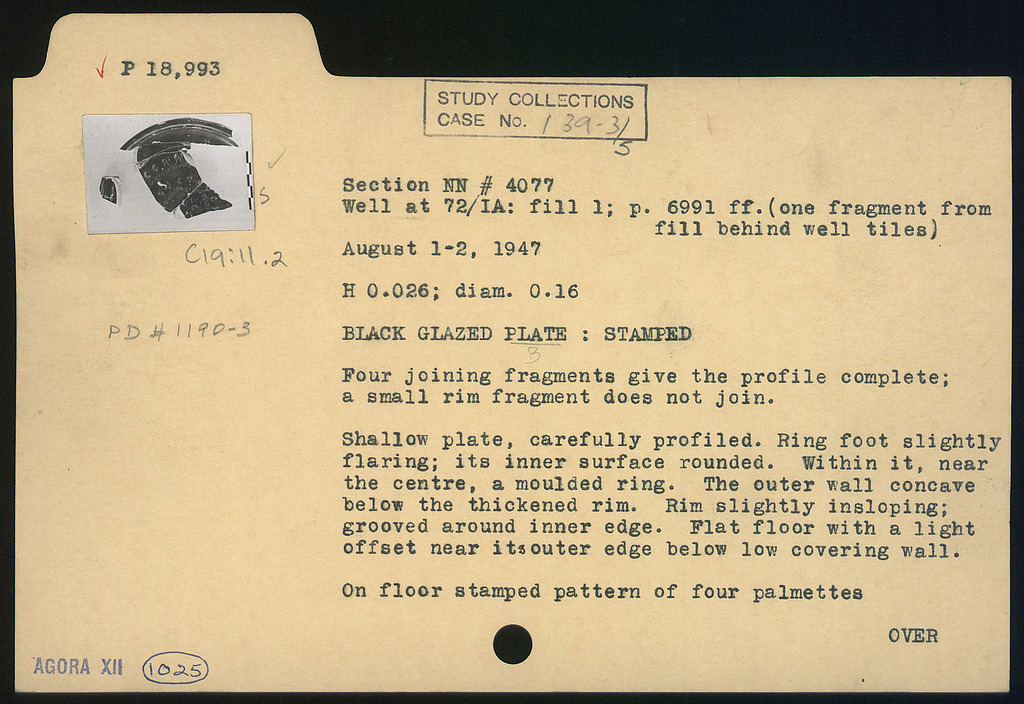 P 18,993
STUDY COLLECTIONS
CASE No. 139-31/5
S
C19:11.2
PD # 1190-3
Section NN # 4077
Well at 72/IA: fill 1; p. 6991 ff.(one fragment from
fill behind well tiles)
August 1-2, 1947
H 0.026; diam. 0.16
BLACK GLAZED PLATE : STAMPED
B
Four joining fragments give the profile complete;
a small rim fragment does not join.
Shallow plate, carefully profiled. Ring foot slightly
flaring; its inner surface rounded. Within it, near
the centre, a moulded ring. The outer wall concave
below the thickened rim. Rim slightly insloping;
grooved around inner edge. Flat floor with a light
offset near its outer edge below low covering wall.
On floor stamped pattern of four palmettes
OVER
AGORA XII 1025